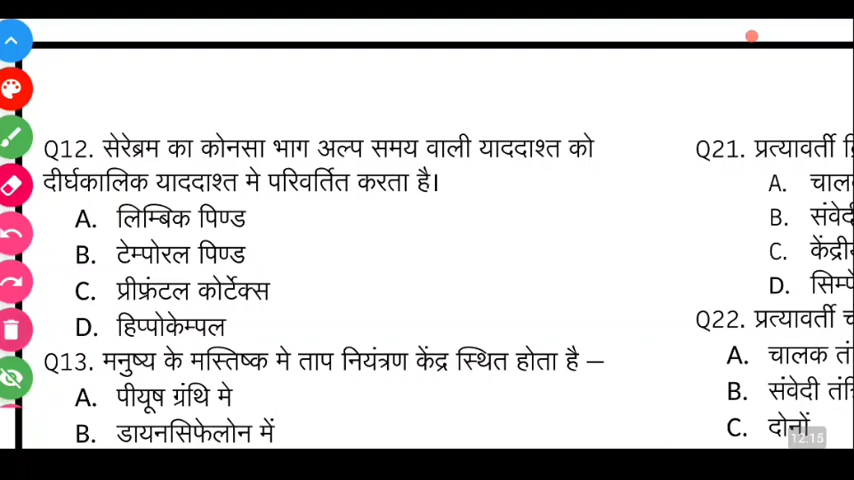 Q12. सेरेब्रम का कोनसा भाग अल्प समय वाली याददाश्त को
दीर्घकालिक याददाश्त मे परिवर्तित करता है।
A. लिम्बिक पिण्ड
B. टेम्पोरल पिण्ड
C. प्रीफ्रंटल कोर्टेक्स
D. हिप्पोकेम्पल
Q13. मनुष्य के मस्तिष्क मे ताप नियंत्रण केंद्र स्थित होता है –
A. पीयूष ग्रंथि मे
B. डायनसिफेलोन में
Q21. प्रत्यावर्ती
A.
B.
C.
D.
Q22. प्रत्यावर्ती
A. चालक
B. संवेदी
C. दोनों
12:15